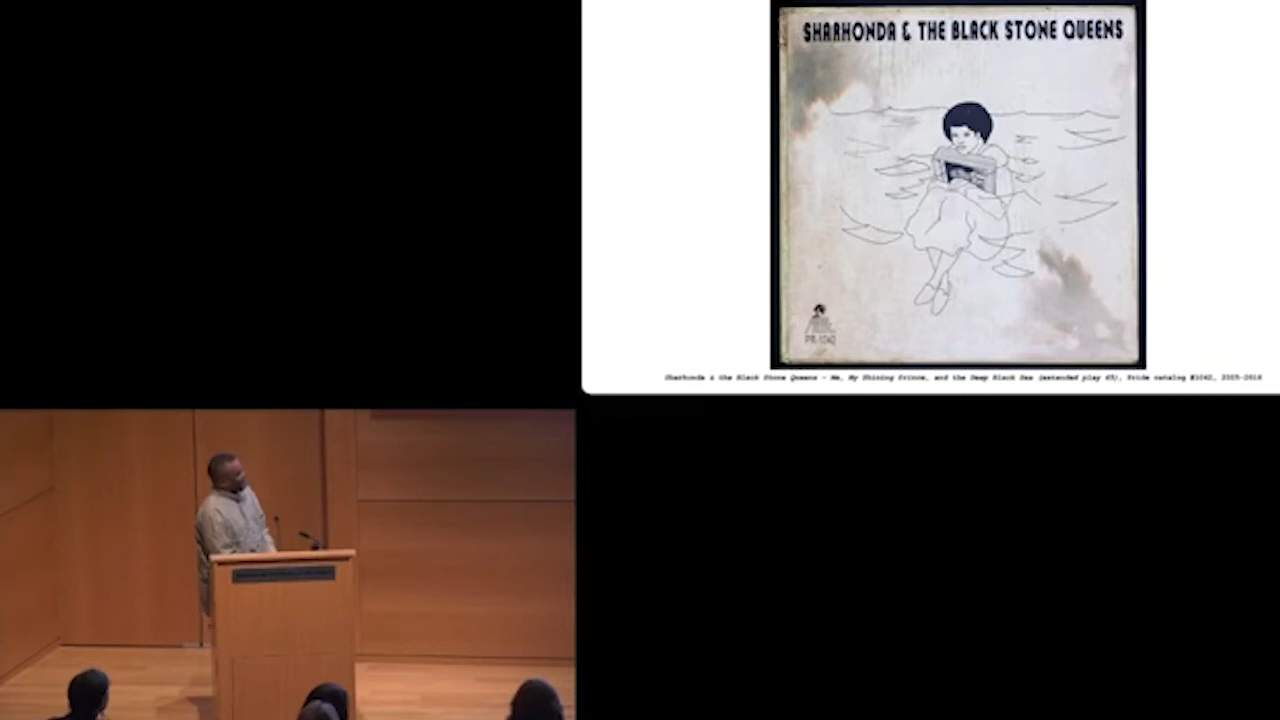 SHARHONDA & THE BLACK STONE QUEENS
PR-1042
Sharhonda & the Black Stone Queens - Me, My Shining Prince, and the Deep Black Sea (extended play 45), Pride catalog #1042, 2005-2016